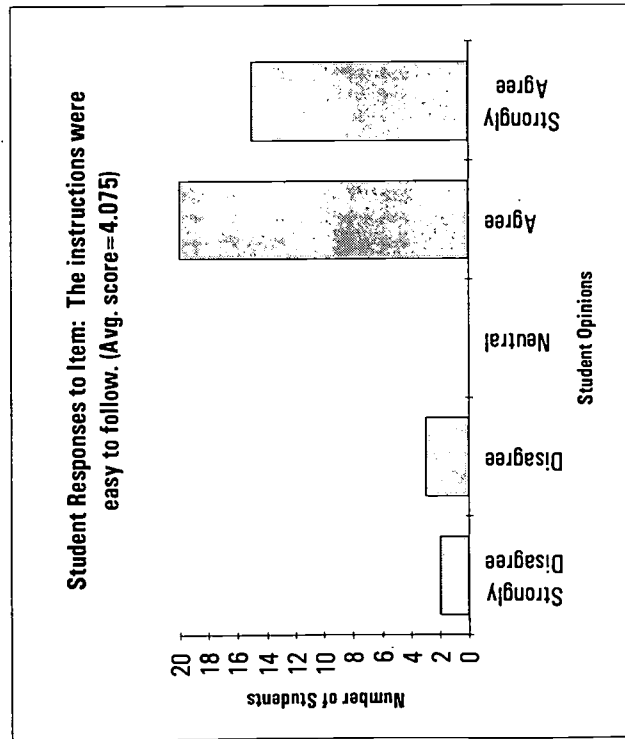 Student Responses to Item: The instructions were
easy to follow. (Avg. score=4.075)
Number of Students
20
18
16
14
12
10
8
6
4
2
0
Strongly
Disagree
Disagree
Neutral
Agree
Strongly
Agree
Student Opinions